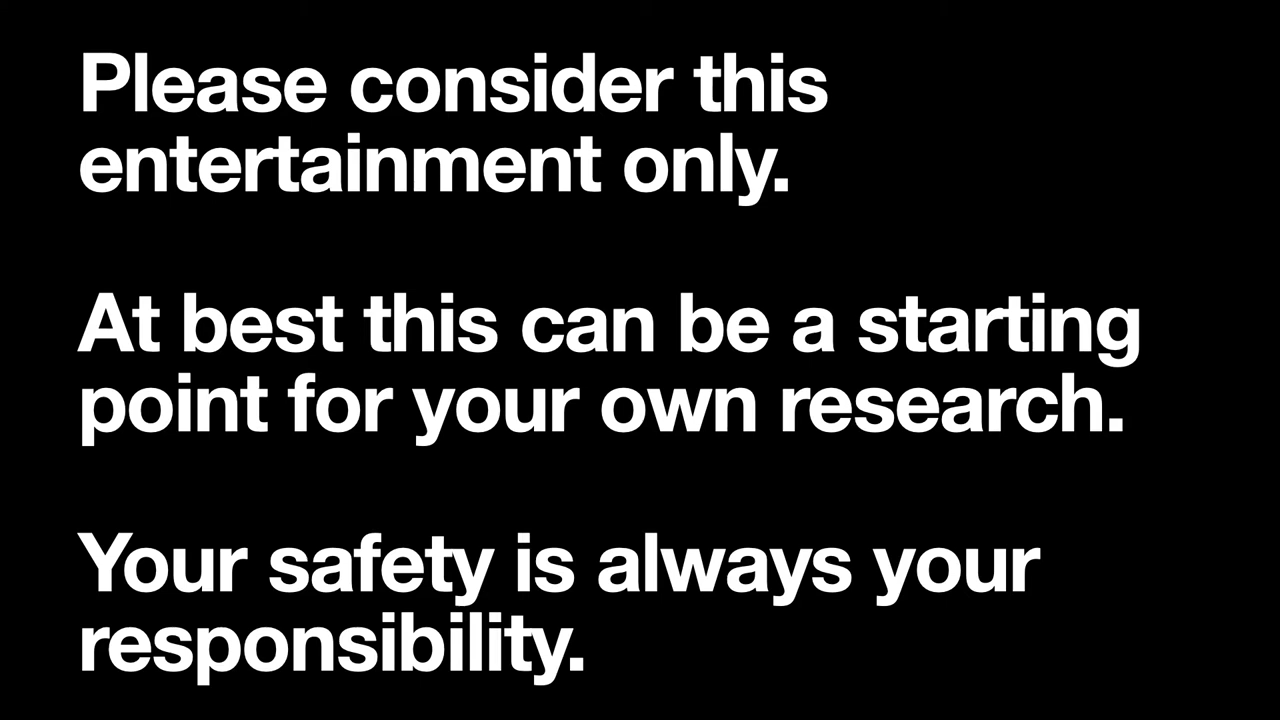 Please consider this
entertainment only.
At best this can be a starting
point for your own research.
Your safety is always your
responsibility.